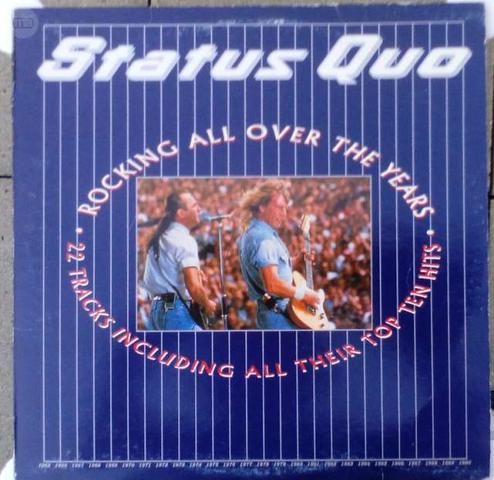 Status Quo
ROCKING ALL OVER THE YEARS
• 22 TRACKS INCLUDING ALL THEIR TOP TEN HITS •